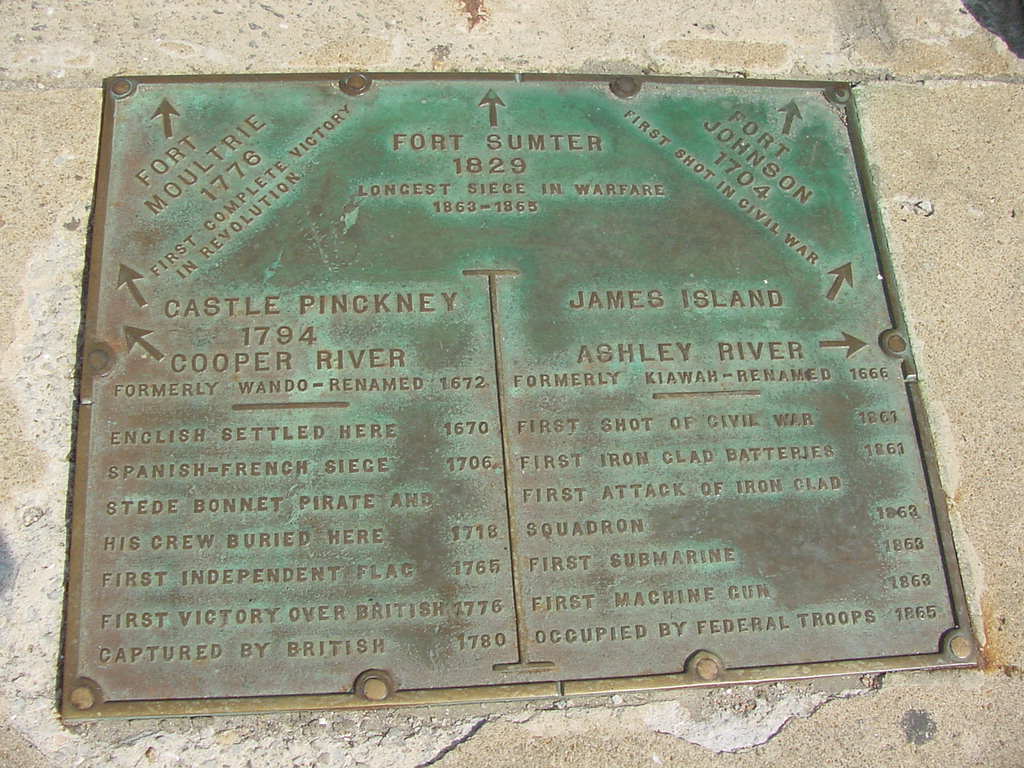 FORT
MOULTRIE
1776
FIRST COMPLETE VICTORY
IN REVOLUTION
FORT SUMTER
1829
LONGEST SIEGE IN WARFARE
1863-1865
FORT
JOHNSON
1704
FIRST SHOT IN CIVIL WAR
CASTLE PINCKNEY
1794
COOPER RIVER
FORMERLY WANDO-RENAMED 1672
ENGLISH SETTLED HERE 1670
SPANISH-FRENCH SIEGE 1706
STEDE BONNET PIRATE AND
HIS CREW BURIED HERE 1718
FIRST INDEPENDENT FLAG 1765
FIRST VICTORY OVER BRITISH 1776
CAPTURED BY BRITISH 1780
JAMES ISLAND
ASHLEY RIVER
FORMERLY KIAWAH-RENAMED 1666
FIRST SHOT OF CIVIL WAR 1861
FIRST IRON CLAD BATTERIES 1861
FIRST ATTACK OF IRON CLAD
SQUADRON 1863
FIRST SUBMARINE 1863
FIRST MACHINE GUN 1863
OCCUPIED BY FEDERAL TROOPS 1865